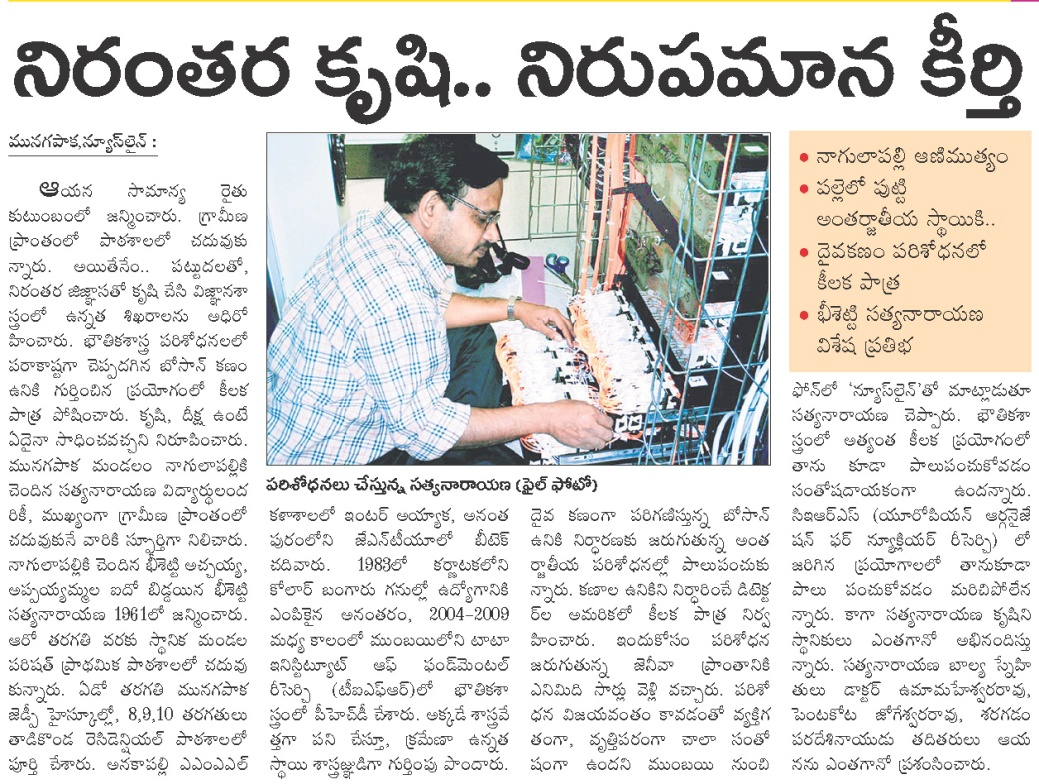 నిరంతర కృషి.. నిరుపమాన కీర్తి
మునగపాక,న్యూస్‌లైన్ :
ఆయన సామాన్య రైతు
కుటుంబంలో జన్మించారు. గ్రామీణ
ప్రాంతంలో పాఠశాలలో చదువుకు
న్నారు. అయితేనేం.. పట్టుదలతో,
నిరంతర జిజ్ఞాసతో కృషి చేసి విజ్ఞానశా
స్త్రంలో ఉన్నత శిఖరాలను అధిరో
హించారు. భౌతికశాస్త్ర పరిశోధనలలో
పరాకాష్టగా చెప్పదగిన బోసాన్ కణం
ఉనికి గుర్తించిన ప్రయోగంలో కీలక
పాత్ర పోషించారు. కృషి, దీక్ష ఉంటే
ఏదైనా సాధించవచ్చని నిరూపించారు.
మునగపాక మండలం నాగులాపల్లికి
చెందిన సత్యనారాయణ విద్యార్థులంద
రికీ, ముఖ్యంగా గ్రామీణ ప్రాంతంలో
చదువుకునే వారికి స్ఫూర్తిగా నిలిచారు.
నాగులాపల్లికి చెందిన భీశెట్టి అచ్చయ్య,
అప్పయ్యమ్మల ఐదో బిడ్డయిన భీశెట్టి
సత్యనారాయణ 1961లో జన్మించారు.
ఆరో తరగతి వరకు స్థానిక మండల
పరిషత్ ప్రాథమిక పాఠశాలలో చదువు
కున్నారు. ఏడో తరగతి మునగపాక
జెడ్పీ హైస్కూల్లో, 8,9,10 తరగతులు
తాడికొండ రెసిడెన్షియల్ పాఠశాలలో
పూర్తి చేశారు. అనకాపల్లి ఎఎంఎఎల్
పరిశోధనలు చేస్తున్న సత్యనారాయణ (ఫైల్ ఫోటో)
కళాశాలలో ఇంటర్ అయ్యాక, అనంత
పురంలోని జేఎన్‌టీయూలో బీటెక్
చదివారు. 1983లో కర్ణాటకలోని
కోలార్ బంగారు గనుల్లో ఉద్యోగానికి
ఎంపికైన అనంతరం, 2004-2009
మధ్య కాలంలో ముంబయిలోని టాటా
ఇనిస్టిట్యూట్ ఆఫ్ ఫండ్‌మెంటల్
రీసెర్చి (టీఐఎఫ్ఆర్)లో భౌతికశా
స్త్రంలో పీహెచ్‌డీ చేశారు. అక్కడే శాస్త్రవే
త్తగా పని చేస్తూ, క్రమేణా ఉన్నత
స్థాయి శాస్త్రజ్ఞుడిగా గుర్తింపు పొందారు.
దైవ కణంగా పరిగణిస్తున్న బోసాన్
ఉనికి నిర్ధారణకు జరుగుతున్న అంత
ర్జాతీయ పరిశోధనల్లో పాలుపంచుకు
న్నారు. కణాల ఉనికిని నిర్ధారించే డిటెక్ట
ర్‌ల అమరికలో కీలక పాత్ర నిర్వ
హించారు. ఇందుకోసం పరిశోధన
జరుగుతున్న జెనీవా ప్రాంతానికి
ఎనిమిది సార్లు వెళ్లి వచ్చారు. పరిశో
ధన విజయవంతం కావడంతో వ్యక్తిగ
తంగా, వృత్తిపరంగా చాలా సంతో
షంగా ఉందని ముంబయి నుంచి
• నాగులాపల్లి ఆణిముత్యం
• పల్లెలో పుట్టి
అంతర్జాతీయ స్థాయికి..
• దైవకణం పరిశోధనలో
కీలక పాత్ర
• భీశెట్టి సత్యనారాయణ
విశేష ప్రతిభ
ఫోన్‌లో 'న్యూస్‌లైన్'తో మాట్లాడుతూ
సత్యనారాయణ చెప్పారు. భౌతికశా
స్త్రంలో అత్యంత కీలక ప్రయోగంలో
తాను కూడా పాలుపంచుకోవడం
సంతోషదాయకంగా ఉందన్నారు.
సిఇఆర్ఎస్ (యూరోపియన్ ఆర్గనైజే
షన్ ఫర్ న్యూక్లియర్ రీసెర్చి) లో
జరిగిన ప్రయోగాలలో తానుకూడా
పాలు పంచుకోవడం మరిచిపోలేన
న్నారు. కాగా సత్యనారాయణ కృషిని
స్థానికులు ఎంతగానో అభినందిస్తు
న్నారు. సత్యనారాయణ బాల్య స్నేహి
తులు డాక్టర్ ఉమామహేశ్వరరావు,
పెంటకోట జోగేశ్వరరావు, శరగడం
పరదేశినాయుడు తదితరులు ఆయ
నను ఎంతగానో ప్రశంసించారు.